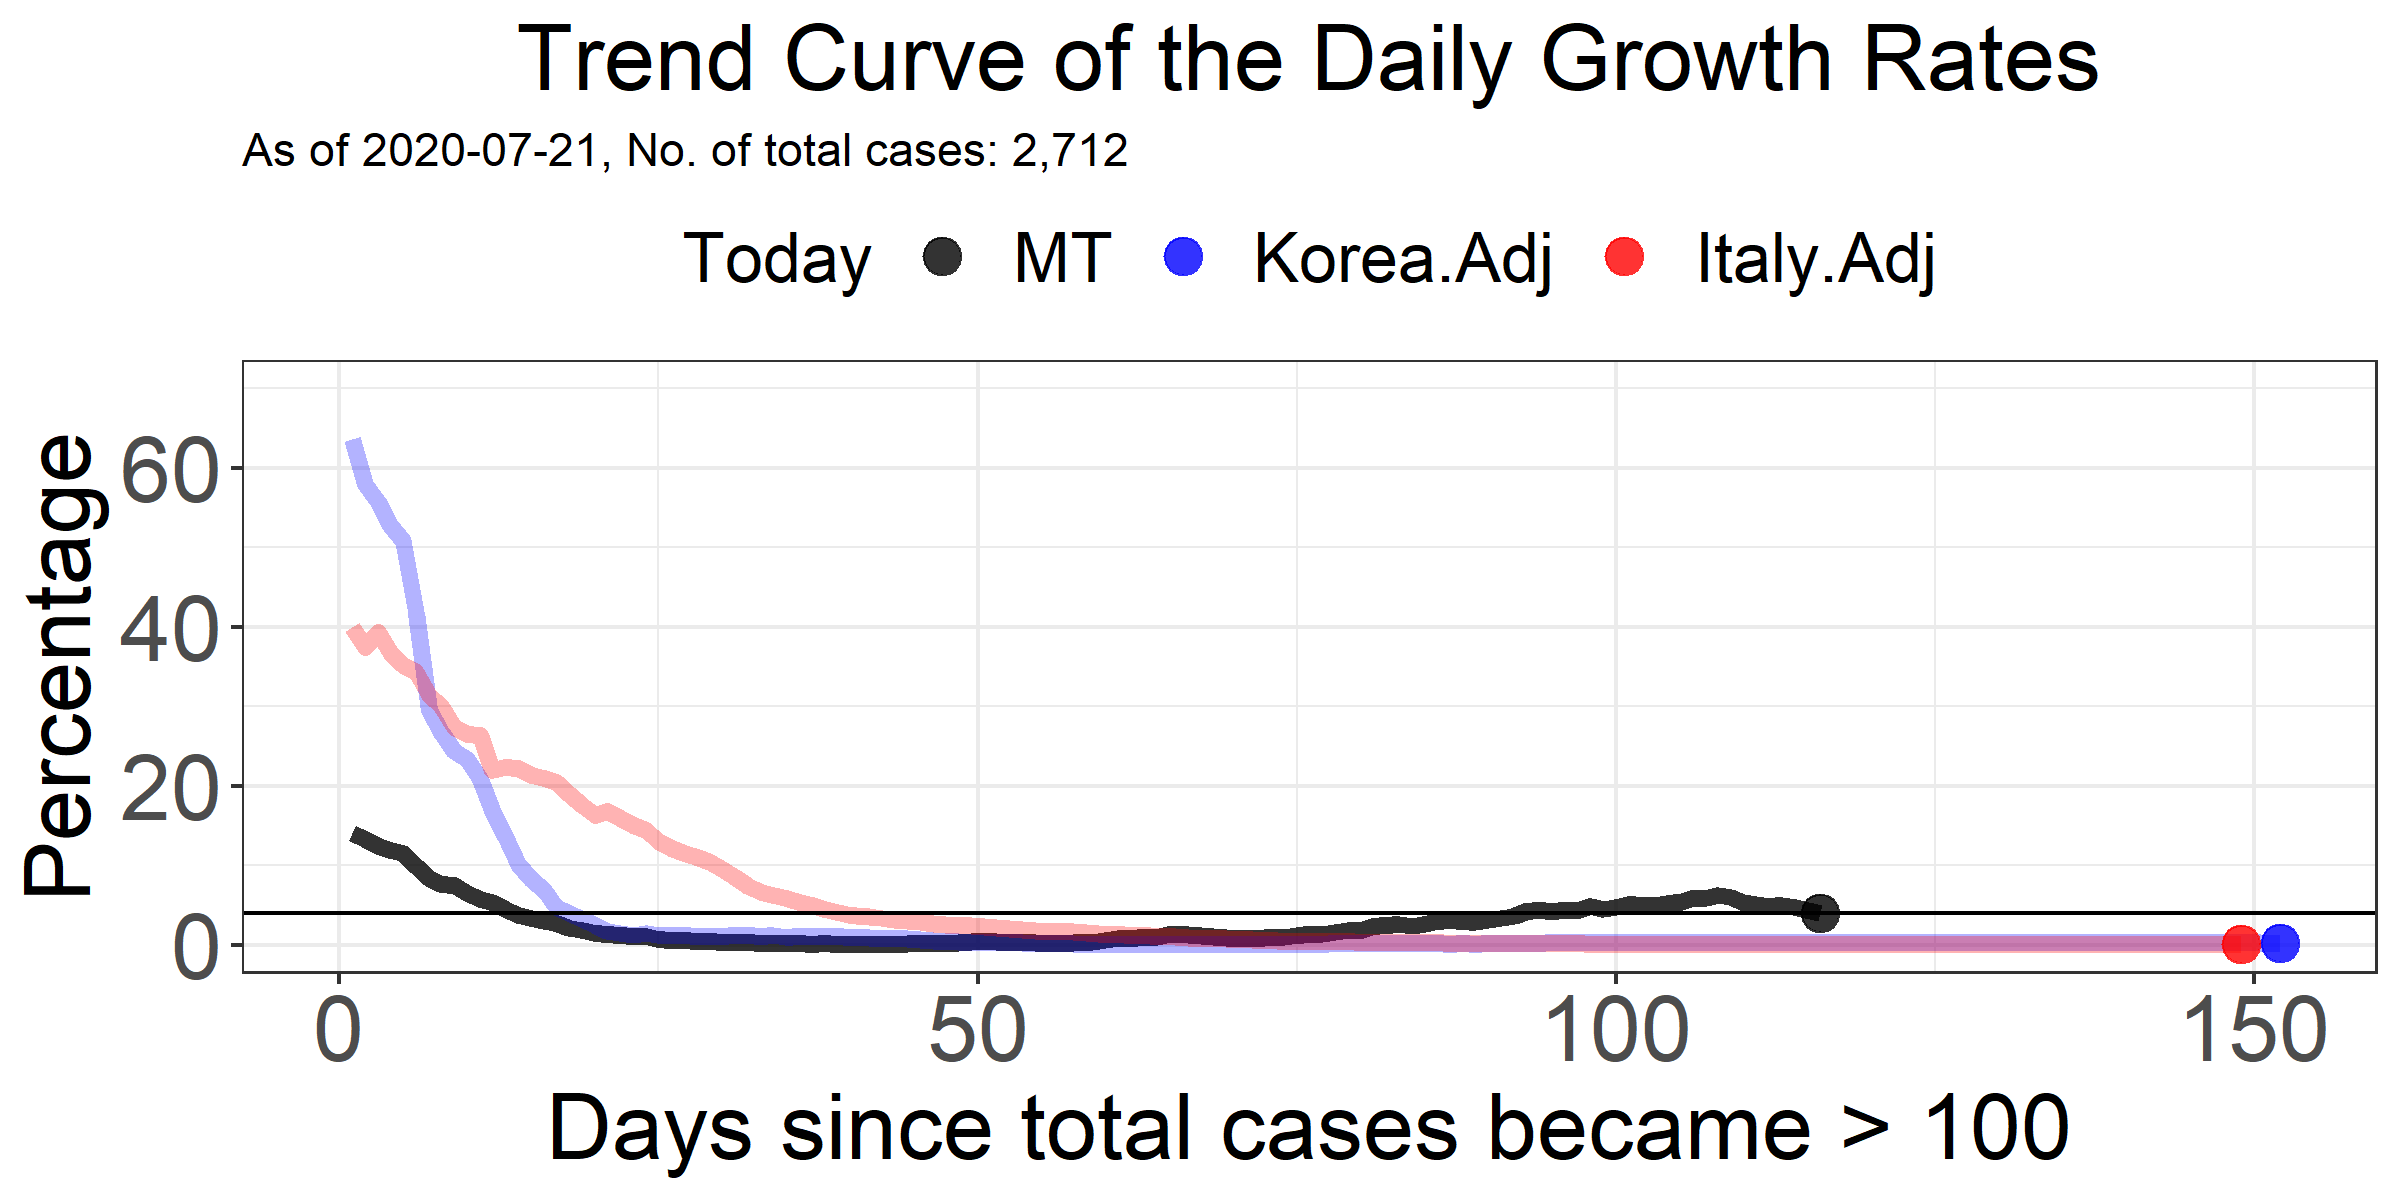 Trend Curve of the Daily Growth Rates
As of 2020-07-21, No. of total cases: 2,712
Today MT Korea.Adj Italy.Adj
Percentage
60
40
20
0
0 50 100 150
Days since total cases became > 100